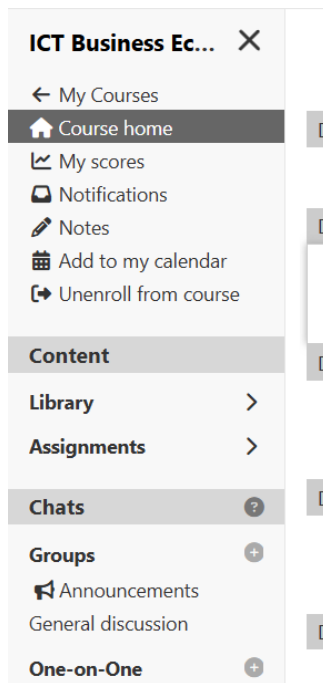 ICT Business Ec...
My Courses
Course home
My scores
Notifications
Notes
Add to my calendar
Unenroll from course
Content
Library
Assignments
Chats
Groups
Announcements
General discussion
One-on-One